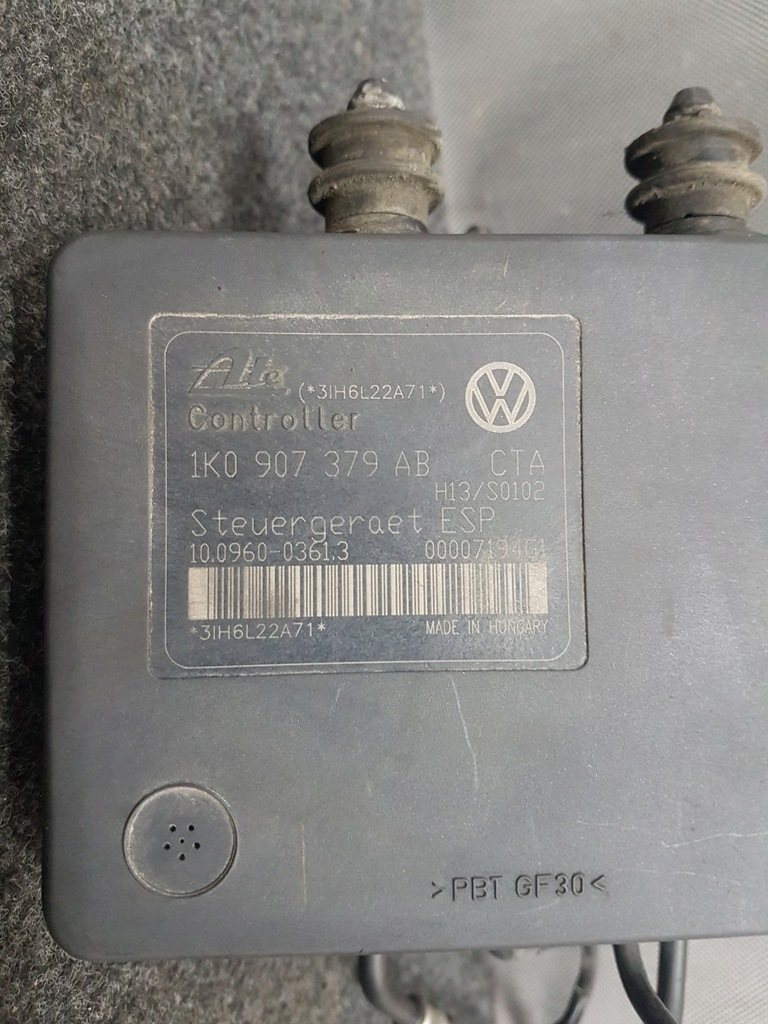 Ate (*3IH6L22A71*)
Controller
1K0 907 379 AB CTA
H13/S0102
Steuergeraet ESP
10.0960-0361.3 00007194G1
*3IH6L22A71* MADE IN HUNGARY
>PBT GF30<